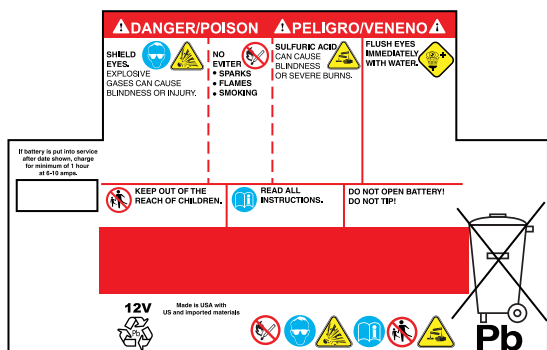 DANGER/POISON
PELIGRO/VENENO
SHIELD
EYES.
EXPLOSIVE
GASES CAN CAUSE
BLINDNESS OR INJURY.
NO
EVITER
• SPARKS
• FLAMES
• SMOKING
SULFURIC ACID
CAN CAUSE
BLINDNESS
OR SEVERE BURNS.
FLUSH EYES
IMMEDIATELY
WITH WATER.
If battery is put into service
after date shown, charge
for minimum of 1 hour
at 6-10 amps.
KEEP OUT OF THE
REACH OF CHILDREN.
READ ALL
INSTRUCTIONS.
DO NOT OPEN BATTERY!
DO NOT TIP!
12V
Pb
Made is USA with
US and imported materials
Pb